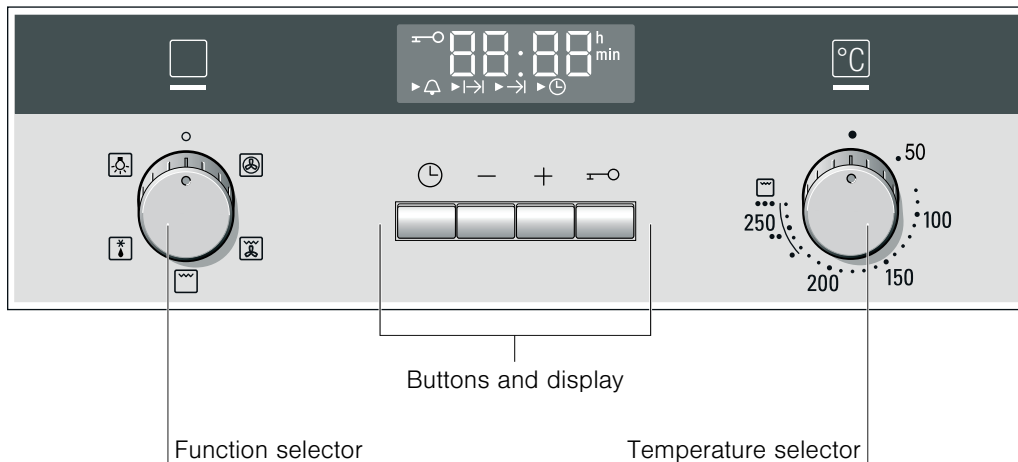 88:88 h
min
°C
50
100
150
200
250
Buttons and display
Function selector
Temperature selector